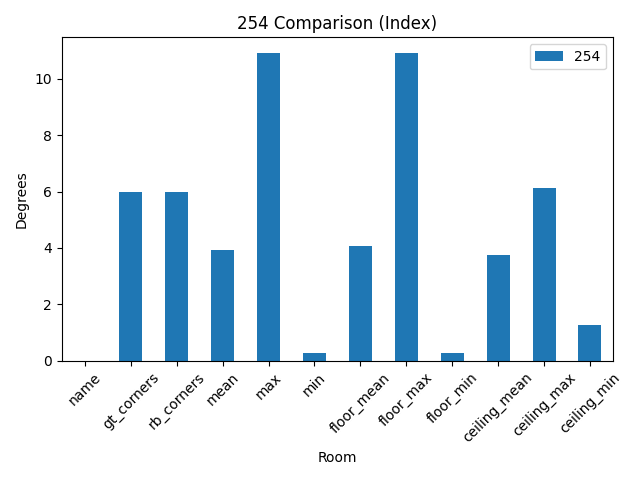 254 Comparison (Index)
254
Degrees
10
8
6
4
2
0
name
gt_corners
rb_corners
mean
max
min
floor_mean
floor_max
floor_min
ceiling_mean
ceiling_max
ceiling_min
Room